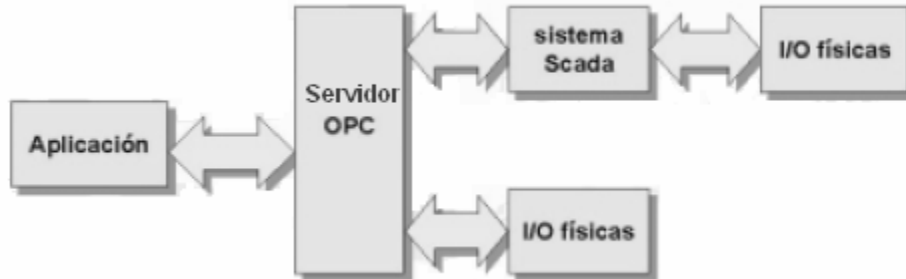 Aplicación
Servidor
OPC
sistema
Scada
I/O físicas
I/O físicas